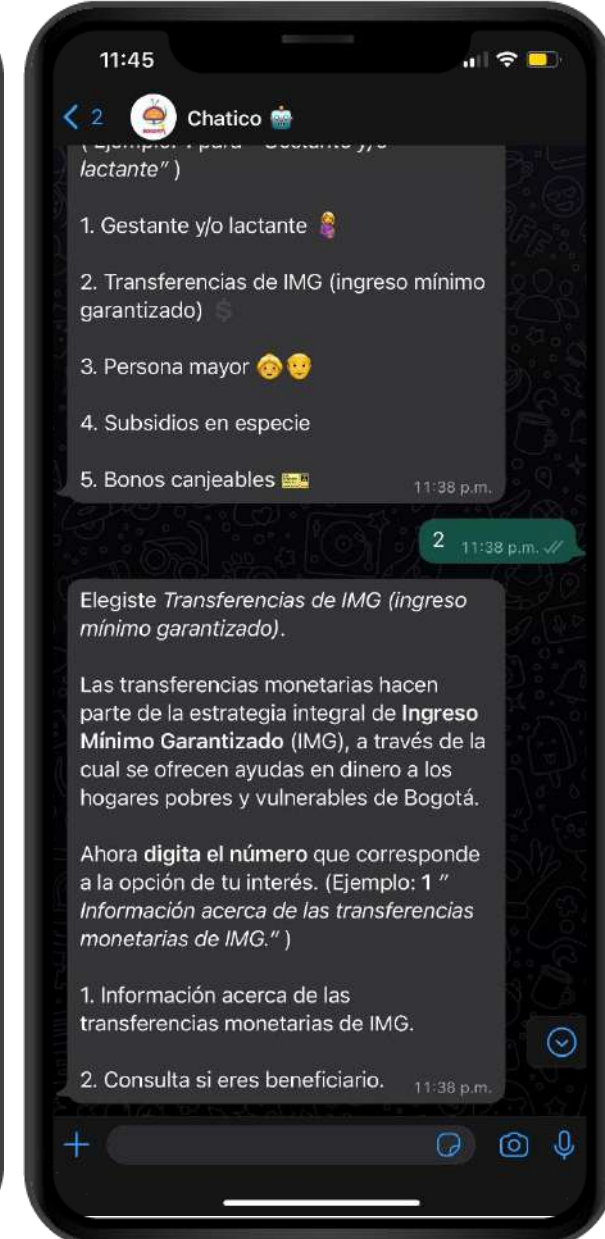 11:45
2 Chatico
lactante" )
1. Gestante y/o lactante
2. Transferencias de IMG (ingreso mínimo
garantizado)
3. Persona mayor
4. Subsidios en especie
5. Bonos canjeables
11:38 p.m.
2 11:38 p.m.
Elegiste Transferencias de IMG (ingreso
mínimo garantizado).
Las transferencias monetarias hacen
parte de la estrategia integral de Ingreso
Mínimo Garantizado (IMG), a través de la
cual se ofrecen ayudas en dinero a los
hogares pobres y vulnerables de Bogotá.
Ahora digita el número que corresponde
a la opción de tu interés. (Ejemplo: 1 "
Información acerca de las transferencias
monetarias de IMG." )
1. Información acerca de las
transferencias monetarias de IMG.
2. Consulta si eres beneficiario.
11:38 p.m.